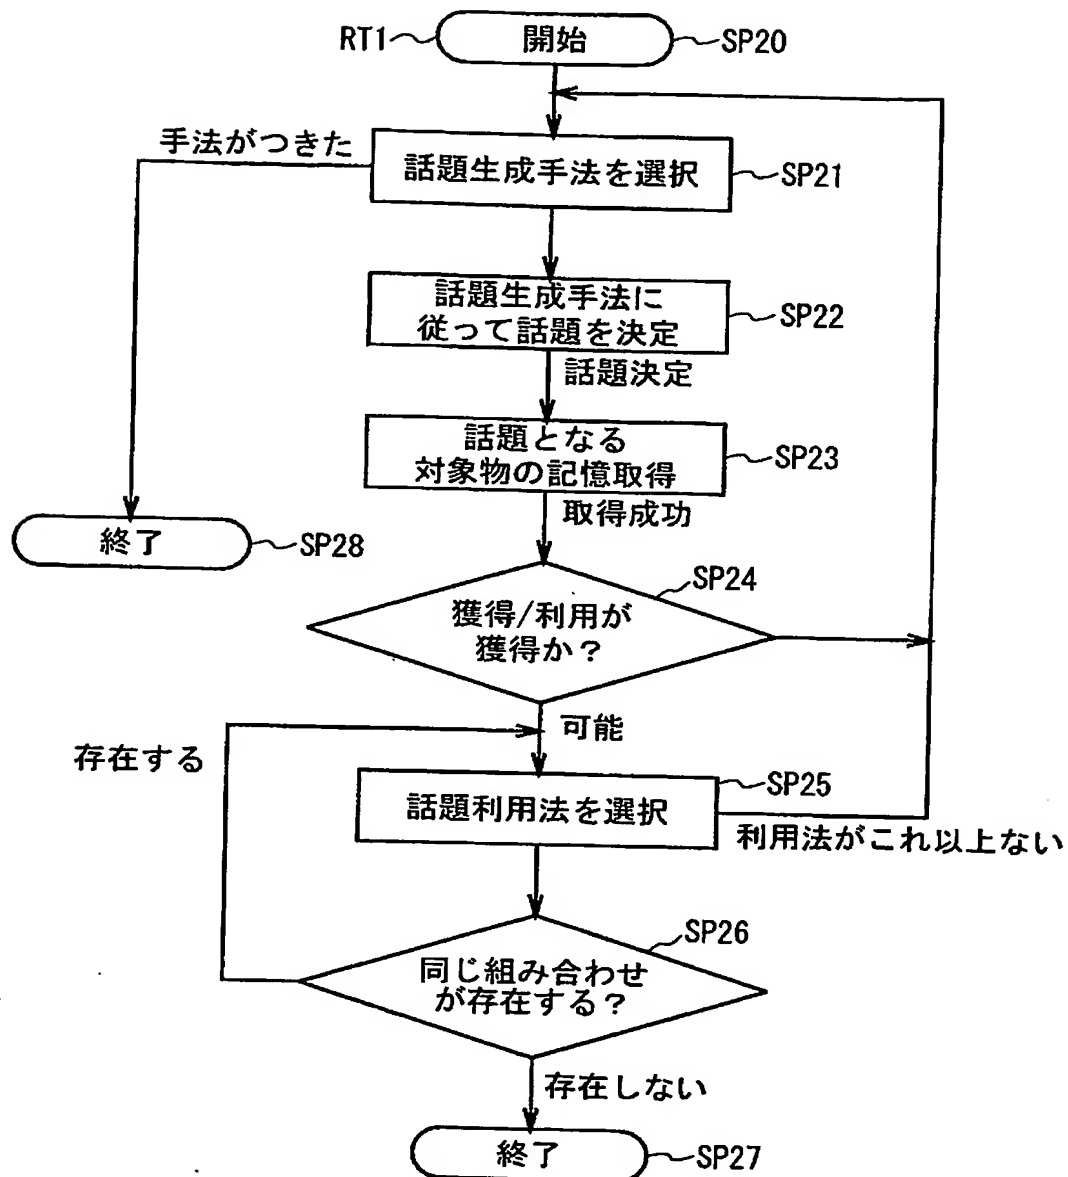 RT1
開始
SP20
手法がつきた
話題生成手法を選択
SP21
話題生成手法に
従って話題を決定
SP22
話題決定
話題となる
対象物の記憶取得
SP23
取得成功
終了
SP28
SP24
獲得/利用が
獲得か?
可能
存在する
SP25
話題利用法を選択
利用法がこれ以上ない
SP26
同じ組み合わせ
が存在する?
存在しない
終了
SP27